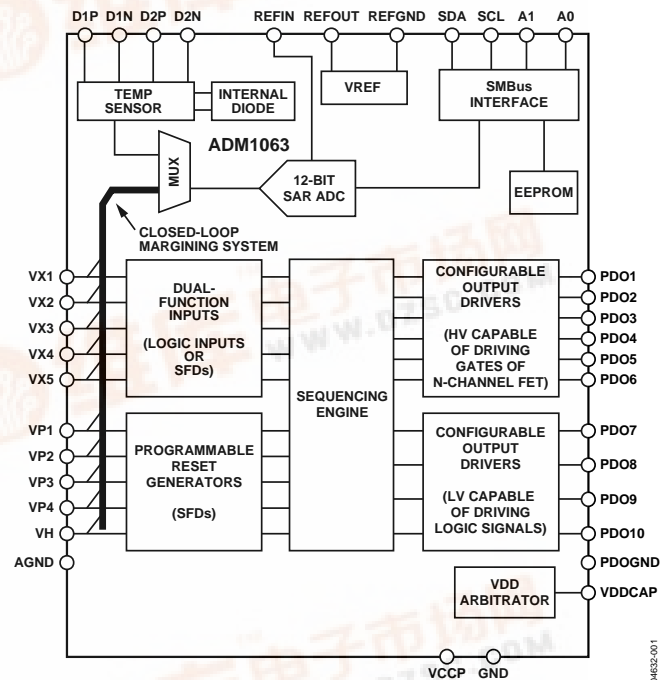 D1P D1N D2P D2N REFIN REFOUT REFGND SDA SCL A1 A0
TEMP
SENSOR
INTERNAL
DIODE
VREF
SMBus
INTERFACE
ADM1063
MUX
12-BIT
SAR ADC
EEPROM
CLOSED-LOOP
MARGINING SYSTEM
VX1
VX2
VX3
VX4
VX5
DUAL-
FUNCTION
INPUTS
(LOGIC INPUTS
OR
SFDs)
SEQUENCING
ENGINE
CONFIGURABLE
OUTPUT
DRIVERS
(HV CAPABLE
OF DRIVING
GATES OF
N-CHANNEL FET)
PDO1
PDO2
PDO3
PDO4
PDO5
PDO6
VP1
VP2
VP3
VP4
VH
AGND
PROGRAMMABLE
RESET
GENERATORS
(SFDs)
CONFIGURABLE
OUTPUT
DRIVERS
(LV CAPABLE
OF DRIVING
LOGIC SIGNALS)
PDO7
PDO8
PDO9
PDO10
PDOGND
VDD
ARBITRATOR
VDDCAP
VCCP GND
04632-001